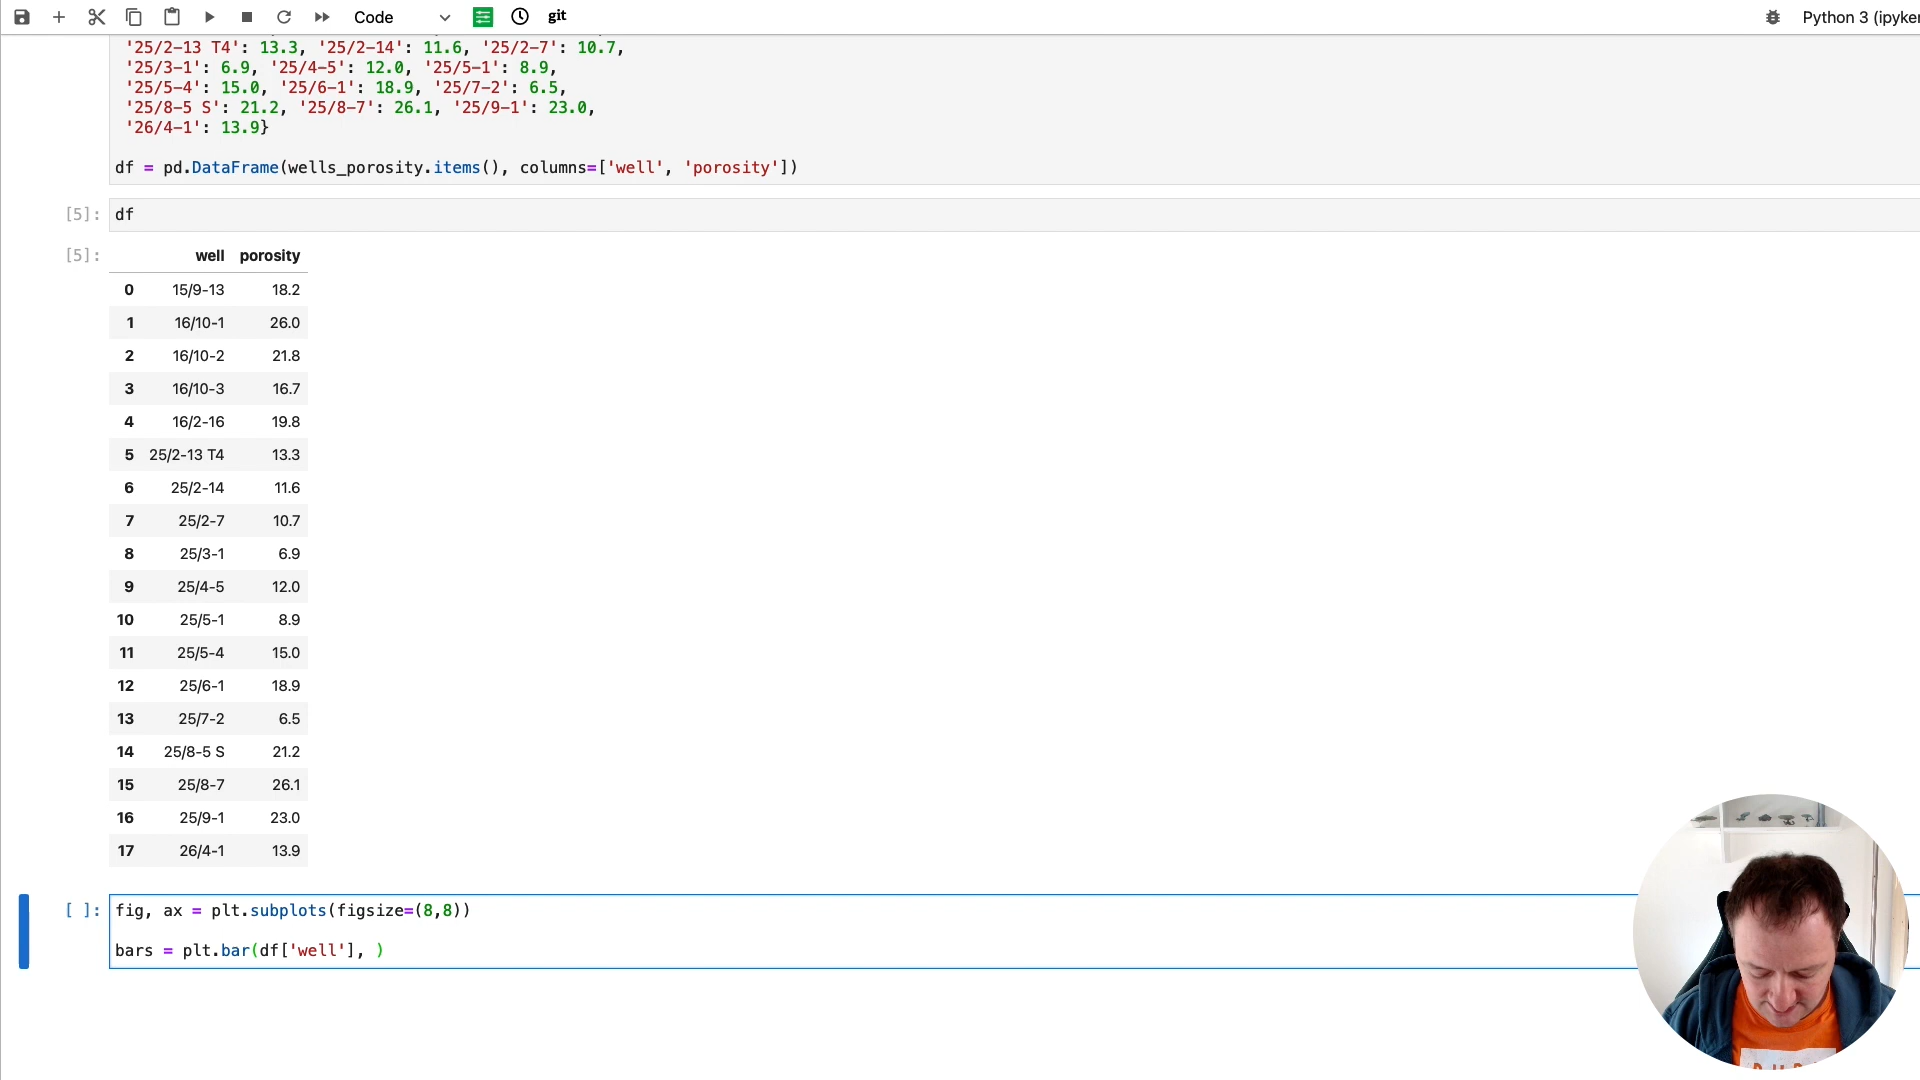 Code git Python 3 (ipyker
'25/2-13 T4': 13.3, '25/2-14': 11.6, '25/2-7': 10.7,
'25/3-1': 6.9, '25/4-5': 12.0, '25/5-1': 8.9,
'25/5-4': 15.0, '25/6-1': 18.9, '25/7-2': 6.5,
'25/8-5 S': 21.2, '25/8-7': 26.1, '25/9-1': 23.0,
'26/4-1': 13.9}
df = pd.DataFrame(wells_porosity.items(), columns=['well', 'porosity'])
[5]: df
[5]: well porosity
0 15/9-13 18.2
1 16/10-1 26.0
2 16/10-2 21.8
3 16/10-3 16.7
4 16/2-16 19.8
5 25/2-13 T4 13.3
6 25/2-14 11.6
7 25/2-7 10.7
8 25/3-1 6.9
9 25/4-5 12.0
10 25/5-1 8.9
11 25/5-4 15.0
12 25/6-1 18.9
13 25/7-2 6.5
14 25/8-5 S 21.2
15 25/8-7 26.1
16 25/9-1 23.0
17 26/4-1 13.9
[ ]: fig, ax = plt.subplots(figsize=(8,8))
bars = plt.bar(df['well'], )